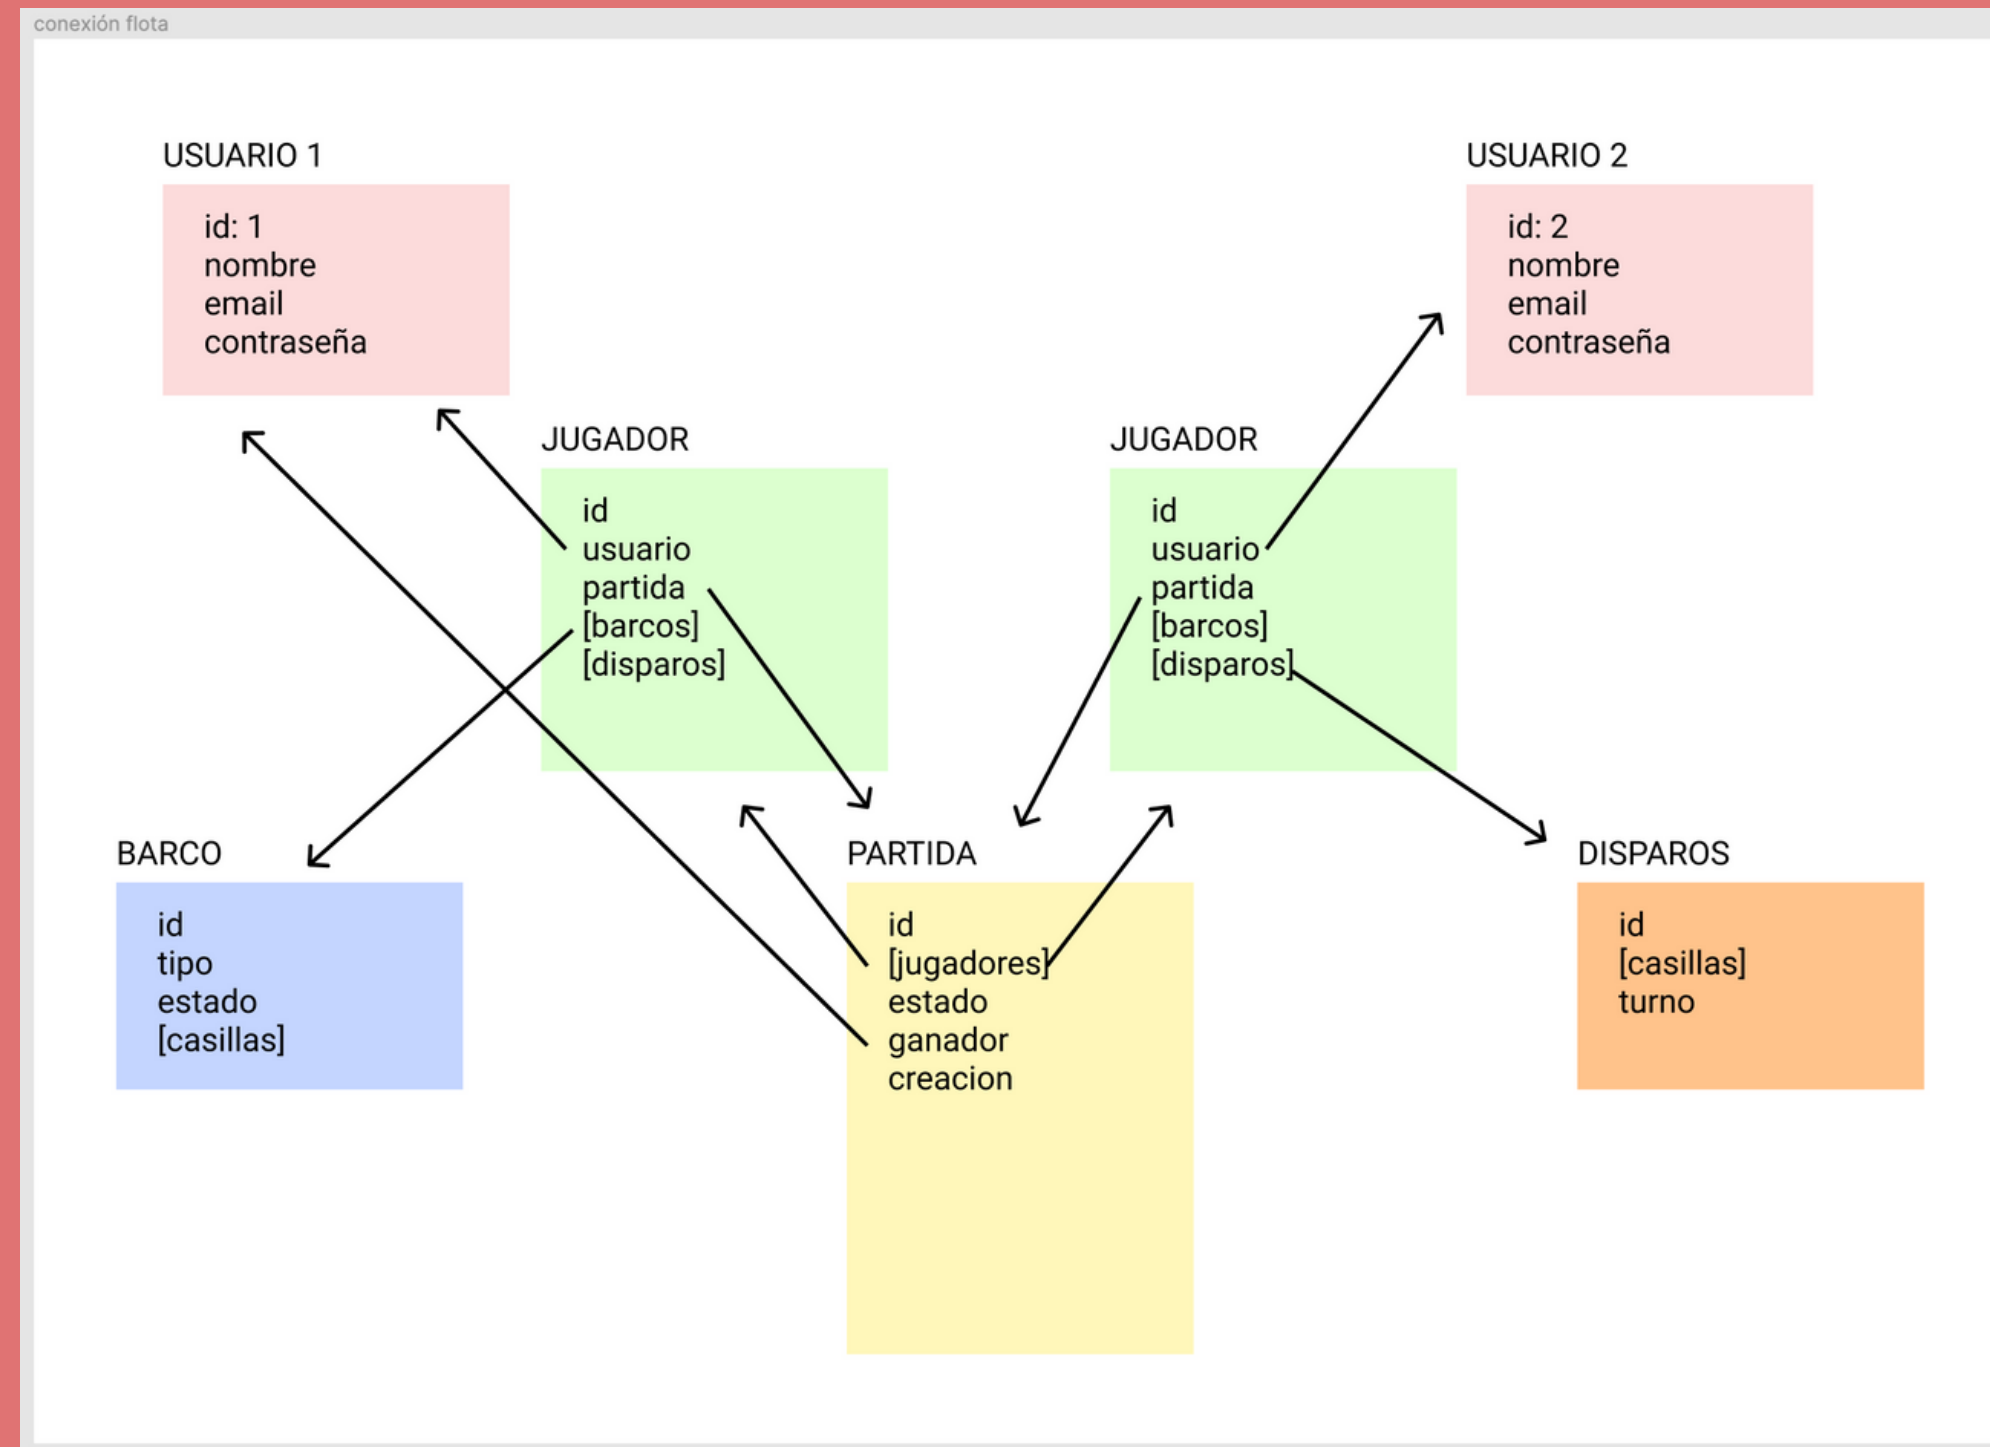 conexión flota
USUARIO 1
id: 1
nombre
email
contraseña
USUARIO 2
id: 2
nombre
email
contraseña
JUGADOR
id
usuario
partida
[barcos]
[disparos]
JUGADOR
id
usuario
partida
[barcos]
[disparos]
BARCO
id
tipo
estado
[casillas]
PARTIDA
id
[jugadores]
estado
ganador
creacion
DISPAROS
id
[casillas]
turno